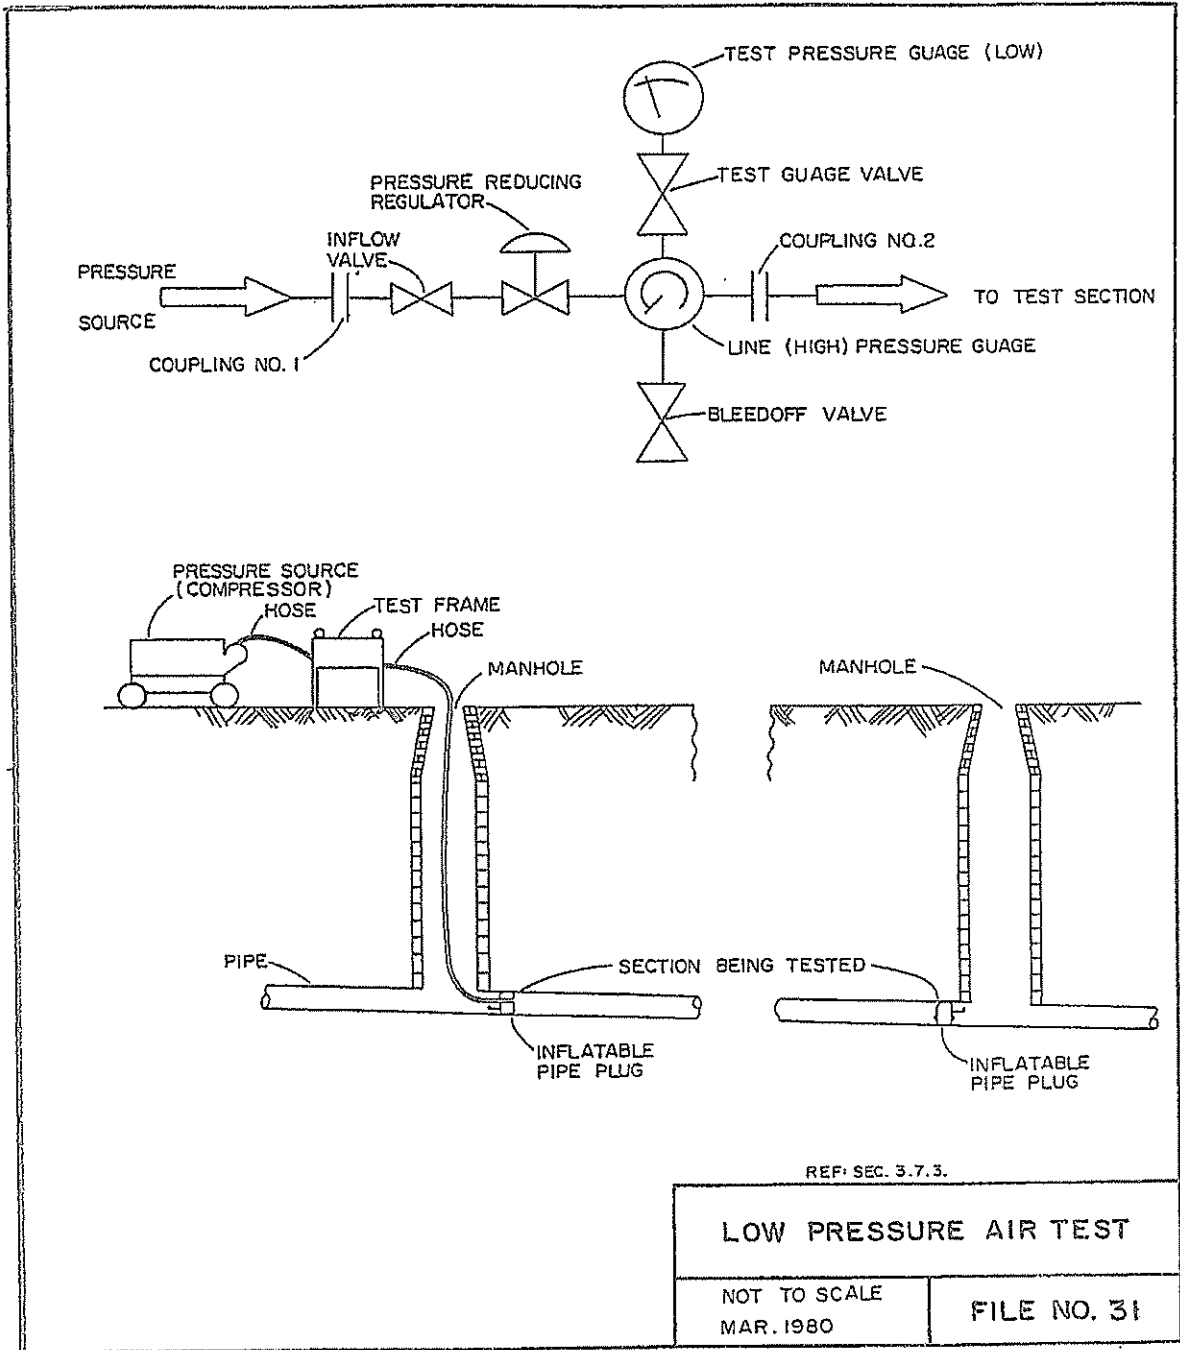 TEST PRESSURE GUAGE (LOW)
TEST GUAGE VALVE
PRESSURE REDUCING
REGULATOR
INFLOW
VALVE
COUPLING NO.2
PRESSURE
SOURCE
TO TEST SECTION
COUPLING NO. 1
LINE (HIGH) PRESSURE GUAGE
BLEEDOFF VALVE
PRESSURE SOURCE
(COMPRESSOR)
HOSE
TEST FRAME
HOSE
MANHOLE
MANHOLE
PIPE
SECTION BEING TESTED
INFLATABLE
PIPE PLUG
INFLATABLE
PIPE PLUG
REF: SEC. 3.7.3.
LOW PRESSURE AIR TEST
NOT TO SCALE
MAR. 1980
FILE NO. 31